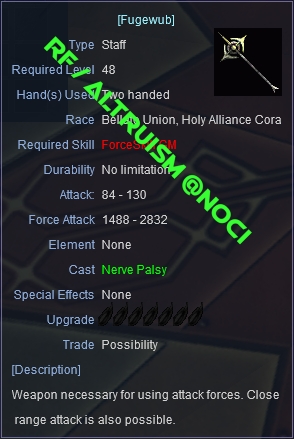 [Fugewub]
Type Staff
Required Level 48
Hand(s) Used Two handed
Race Bellato Union, Holy Alliance Cora
Required Skill GM
Durability No limitation
Attack: 84 - 130
Force Attack 1488 - 2832
Element None
Cast Nerve Palsy
Special Effects None
Upgrade
Trade Possibility
[Description]
Weapon necessary for using attack forces. Close
range attack is also possible.
RF / ALTRUISM @NOCI